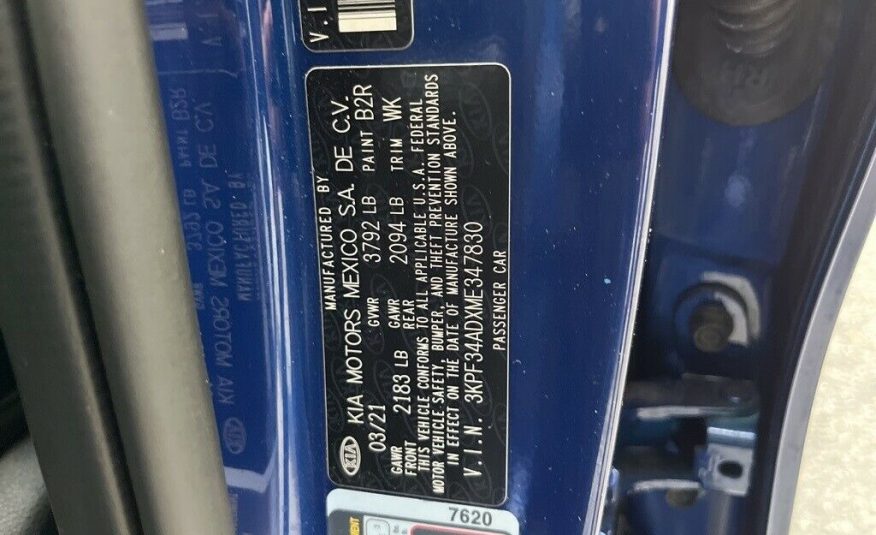 V.I
MANUFACTURED BY
KIA KIA MOTORS MEXICO S.A. DE C.V.
03/21 GVWR 3792 LB PAINT B2R
GAWR FRONT 2183 LB GAWR REAR 2094 LB TRIM WK
THIS VEHICLE CONFORMS TO ALL APPLICABLE U.S.A. FEDERAL
MOTOR VEHICLE SAFETY, BUMPER, AND THEFT PREVENTION STANDARDS
IN EFFECT ON THE DATE OF MANUFACTURE SHOWN ABOVE.
V.I.N. 3KPF34ADXME347830
PASSENGER CAR
7620